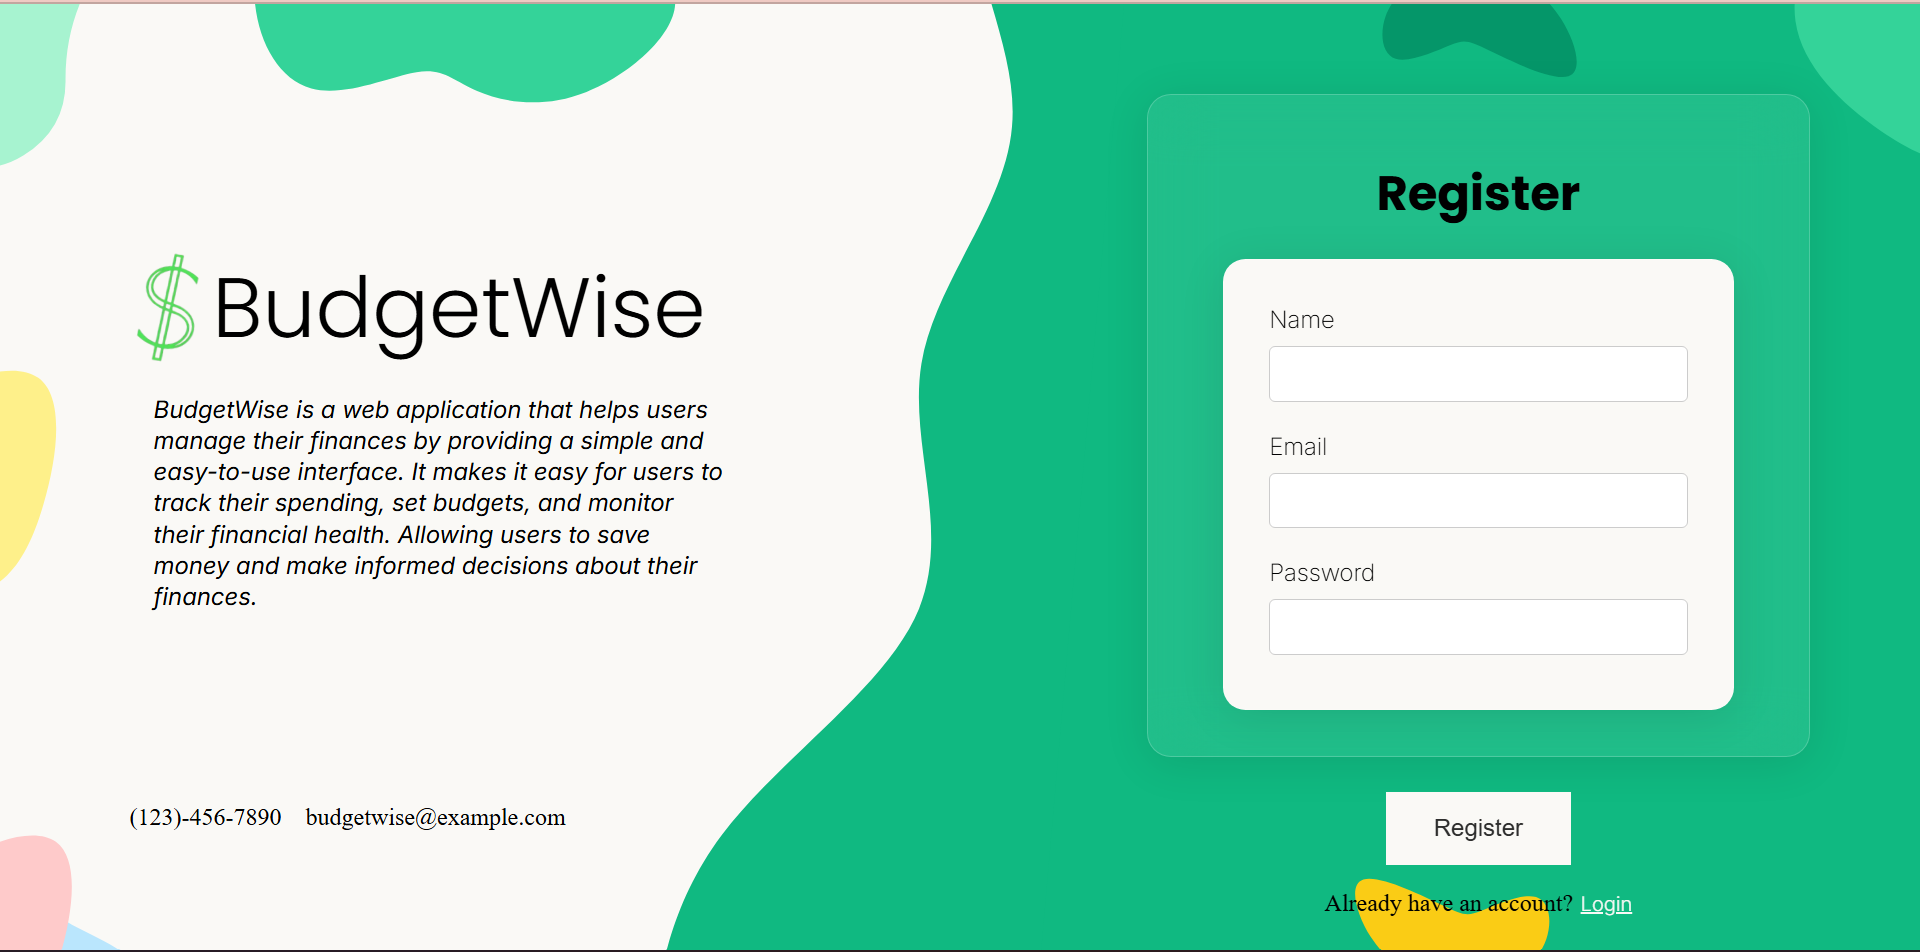 $ BudgetWise
BudgetWise is a web application that helps users
manage their finances by providing a simple and
easy-to-use interface. It makes it easy for users to
track their spending, set budgets, and monitor
their financial health. Allowing users to save
money and make informed decisions about their
finances.
(123)-456-7890 budgetwise@example.com
Register
Name
Email
Password
Register
Already have an account? Login